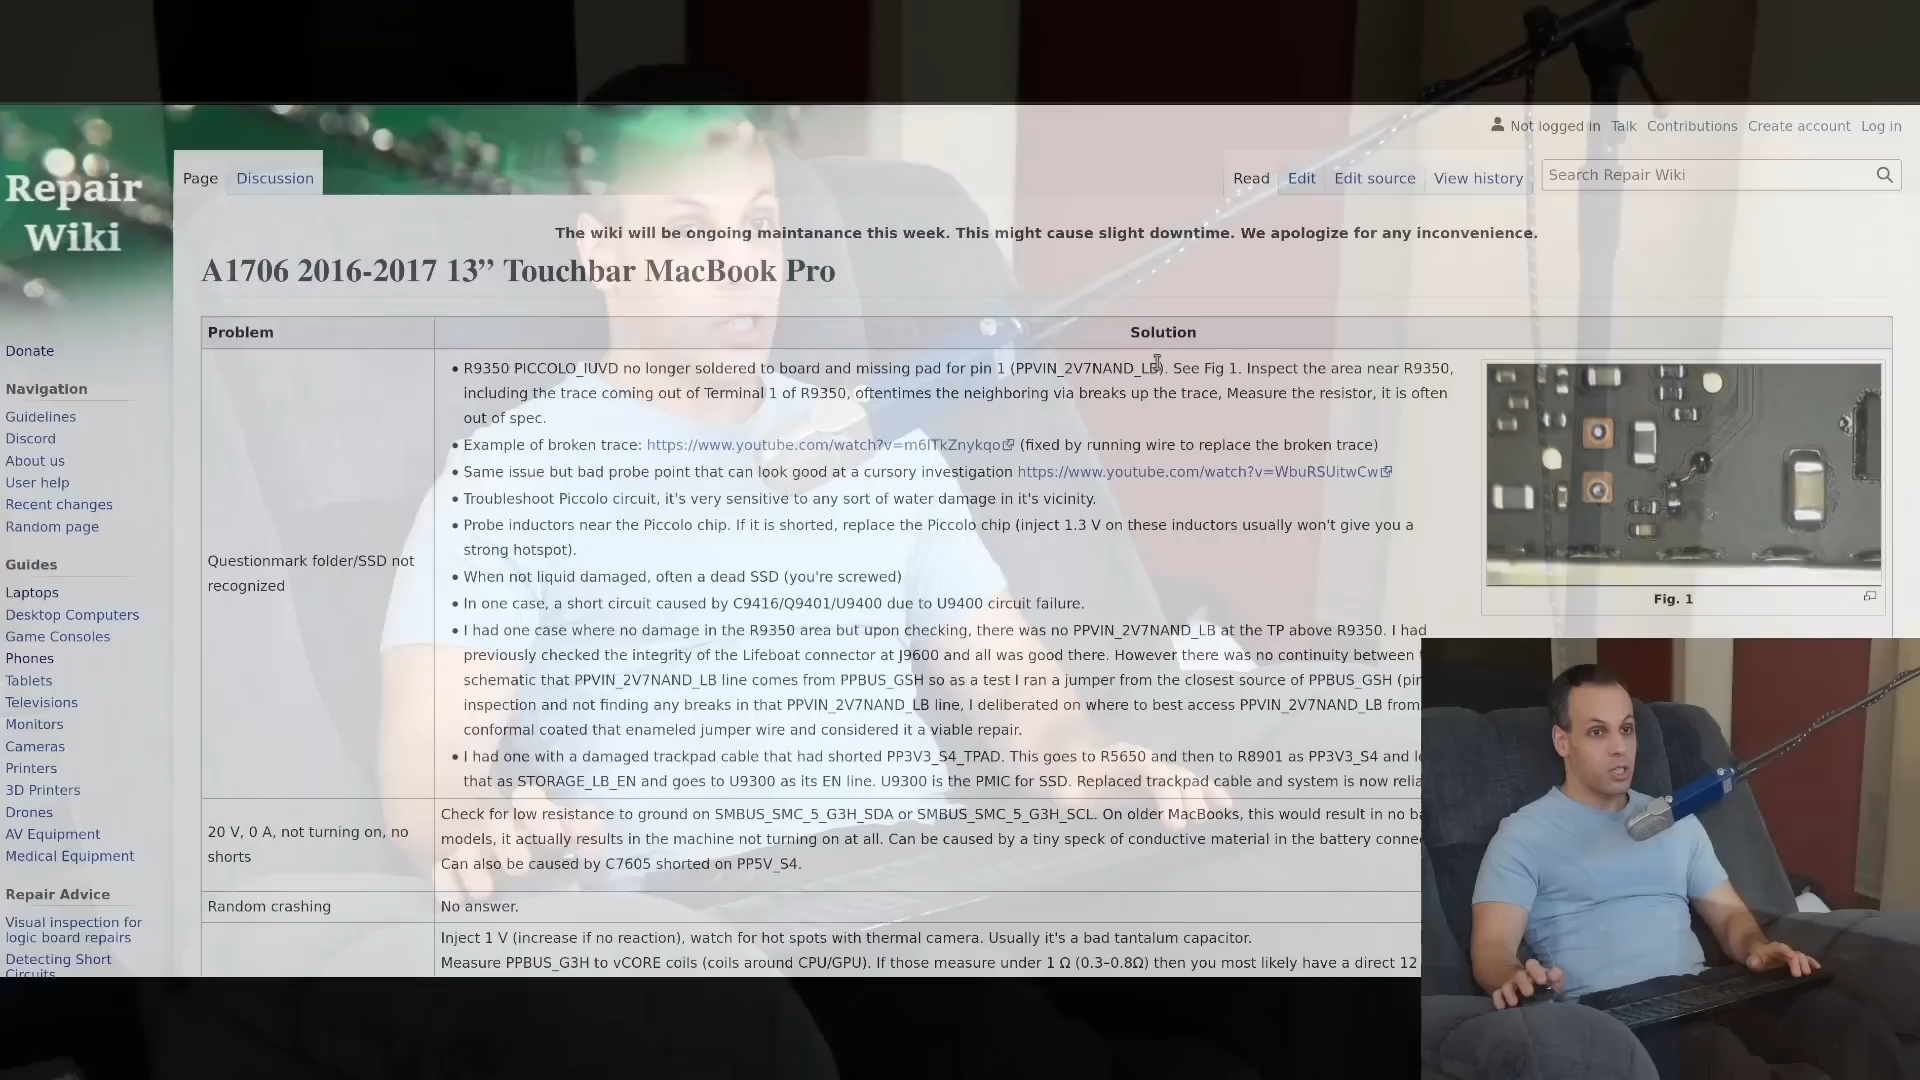 Repair
Wiki
Not logged in Talk Contributions Create account Log in
Page Discussion
Read Edit Edit source View history
Search Repair Wiki
The wiki will be ongoing maintanance this week. This might cause slight downtime. We apologize for any inconvenience.
A1706 2016-2017 13” Touchbar MacBook Pro
Donate
Navigation
Guidelines
Discord
About us
User help
Recent changes
Random page
Guides
Laptops
Desktop Computers
Game Consoles
Phones
Tablets
Televisions
Monitors
Cameras
Printers
3D Printers
Drones
AV Equipment
Medical Equipment
Repair Advice
Visual inspection for
logic board repairs
Detecting Short
Circuits
Problem
Solution
Questionmark folder/SSD not
recognized
• R9350 PICCOLO_IUVD no longer soldered to board and missing pad for pin 1 (PPVIN_2V7NAND_LB). See Fig 1. Inspect the area near R9350,
including the trace coming out of Terminal 1 of R9350, oftentimes the neighboring via breaks up the trace, Measure the resistor, it is often
out of spec.
• Example of broken trace: https://www.youtube.com/watch?v=m6lTkZnykqo (fixed by running wire to replace the broken trace)
• Same issue but bad probe point that can look good at a cursory investigation https://www.youtube.com/watch?v=WbuRSUitwCw
• Troubleshoot Piccolo circuit, it's very sensitive to any sort of water damage in it's vicinity.
• Probe inductors near the Piccolo chip. If it is shorted, replace the Piccolo chip (inject 1.3 V on these inductors usually won't give you a
strong hotspot).
• When not liquid damaged, often a dead SSD (you're screwed)
• In one case, a short circuit caused by C9416/Q9401/U9400 due to U9400 circuit failure.
• I had one case where no damage in the R9350 area but upon checking, there was no PPVIN_2V7NAND_LB at the TP above R9350. I had
previously checked the integrity of the Lifeboat connector at J9600 and all was good there. However there was no continuity between
schematic that PPVIN_2V7NAND_LB line comes from PPBUS_GSH so as a test I ran a jumper from the closest source of PPBUS_GSH (pin
inspection and not finding any breaks in that PPVIN_2V7NAND_LB line, I deliberated on where to best access PPVIN_2V7NAND_LB from
conformal coated that enameled jumper wire and considered it a viable repair.
• I had one with a damaged trackpad cable that had shorted PP3V3_S4_TPAD. This goes to R5650 and then to R8901 as PP3V3_S4 and le
that as STORAGE_LB_EN and goes to U9300 as its EN line. U9300 is the PMIC for SSD. Replaced trackpad cable and system is now relia
Fig. 1
20 V, 0 A, not turning on, no
shorts
Check for low resistance to ground on SMBUS_SMC_5_G3H_SDA or SMBUS_SMC_5_G3H_SCL. On older MacBooks, this would result in no ba
models, it actually results in the machine not turning on at all. Can be caused by a tiny speck of conductive material in the battery conne
Can also be caused by C7605 shorted on PP5V_S4.
Random crashing
No answer.
Inject 1 V (increase if no reaction), watch for hot spots with thermal camera. Usually it's a bad tantalum capacitor.
Measure PPBUS_G3H to vCORE coils (coils around CPU/GPU). If those measure under 1 Ω (0.3–0.8Ω) then you most likely have a direct 12